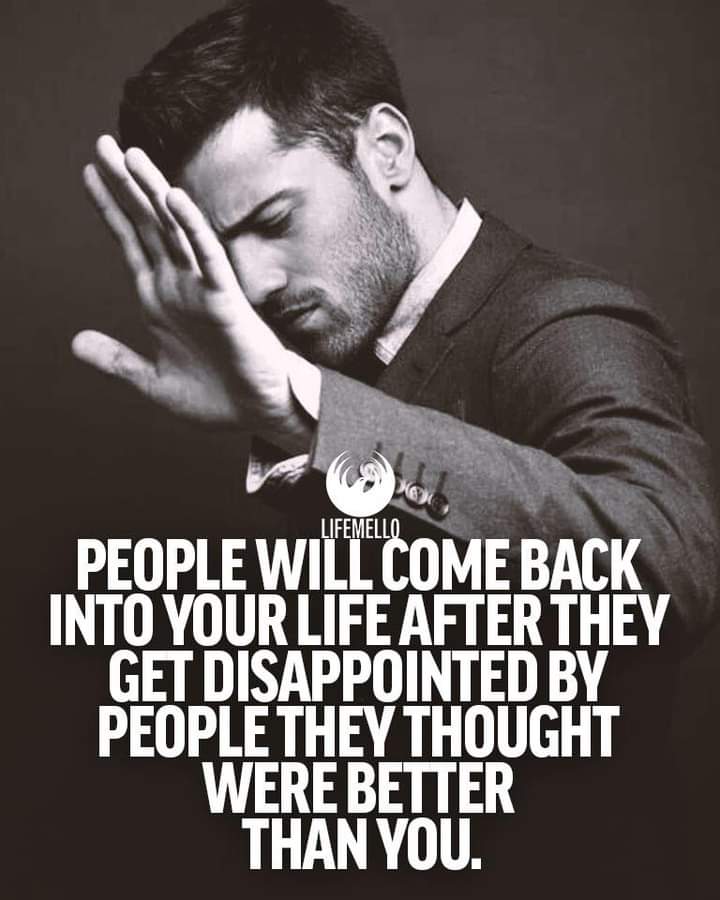 LIFEMELLO
PEOPLE WILL COME BACK
INTO YOUR LIFE AFTER THEY
GET DISAPPOINTED BY
PEOPLE THEY THOUGHT
WERE BETTER
THAN YOU.